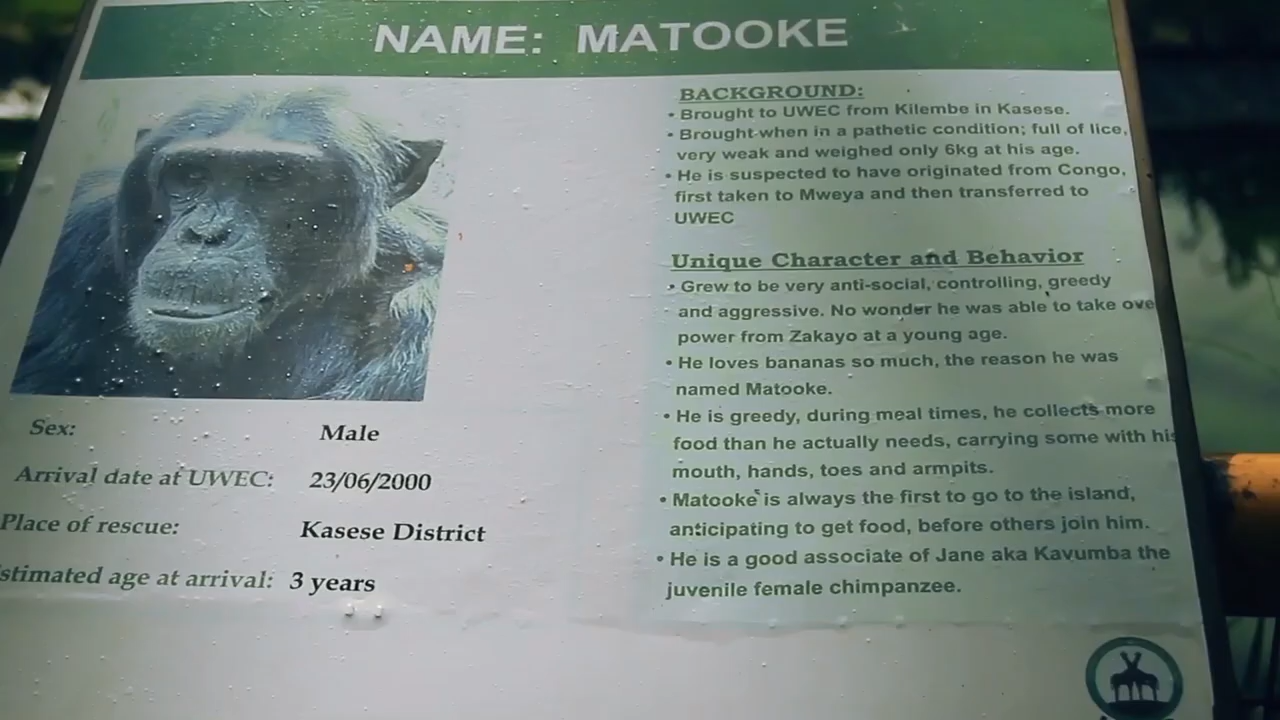 NAME: MATOOKE
Sex: Male
Arrival date at UWEC: 23/06/2000
Place of rescue: Kasese District
stimated age at arrival: 3 years
BACKGROUND:
• Brought to UWEC from Kilembe in Kasese.
• Brought when in a pathetic condition; full of lice,
very weak and weighed only 6kg at his age.
• He is suspected to have originated from Congo,
first taken to Mweya and then transferred to
UWEC
Unique Character and Behavior
• Grew to be very anti-social, controlling, greedy
and aggressive. No wonder he was able to take ove
power from Zakayo at a young age.
• He loves bananas so much, the reason he was
named Matooke.
• He is greedy, during meal times, he collects more
food than he actually needs, carrying some with his
mouth, hands, toes and armpits.
• Matooke is always the first to go to the island,
anticipating to get food, before others join him.
• He is a good associate of Jane aka Kavumba the
juvenile female chimpanzee.